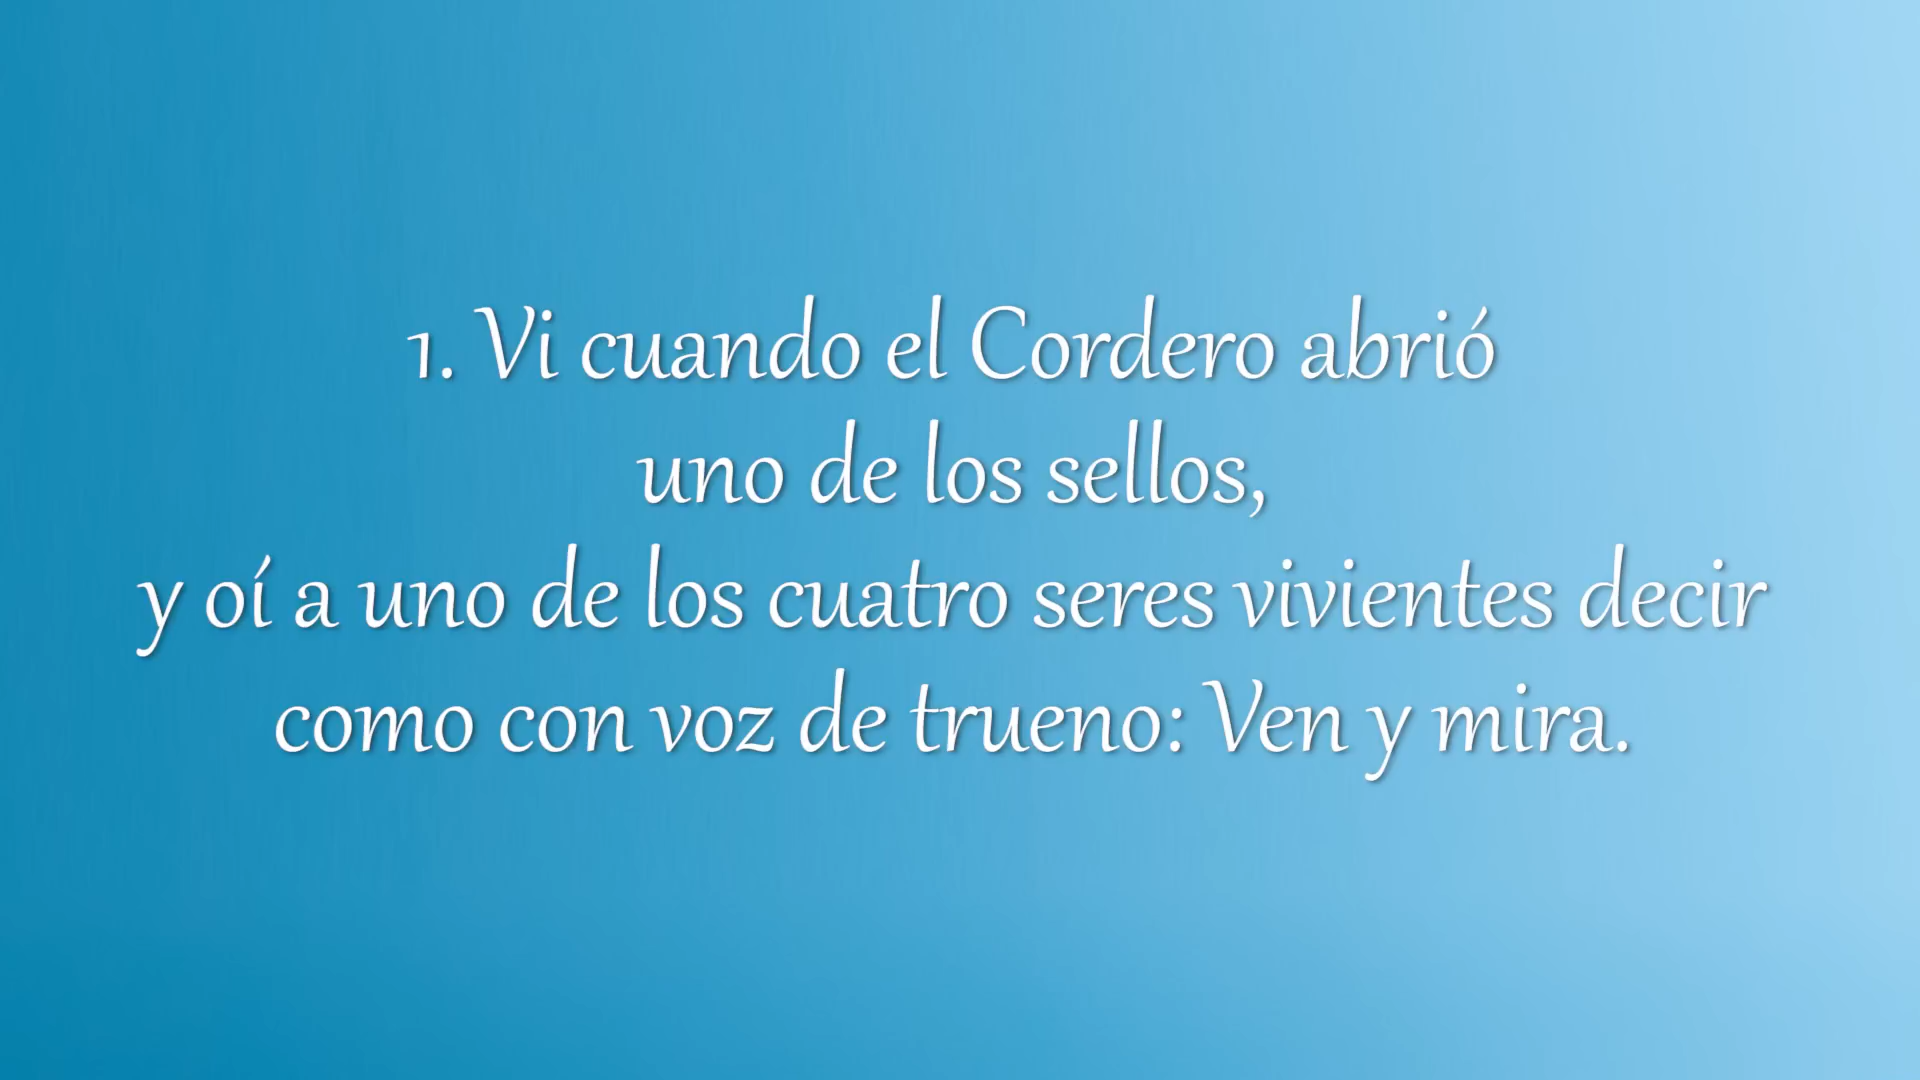 1. Vi cuando el Cordero abrió
uno de los sellos,
y oí a uno de los cuatro seres vivientes decir
como con voz de trueno: Ven y mira.